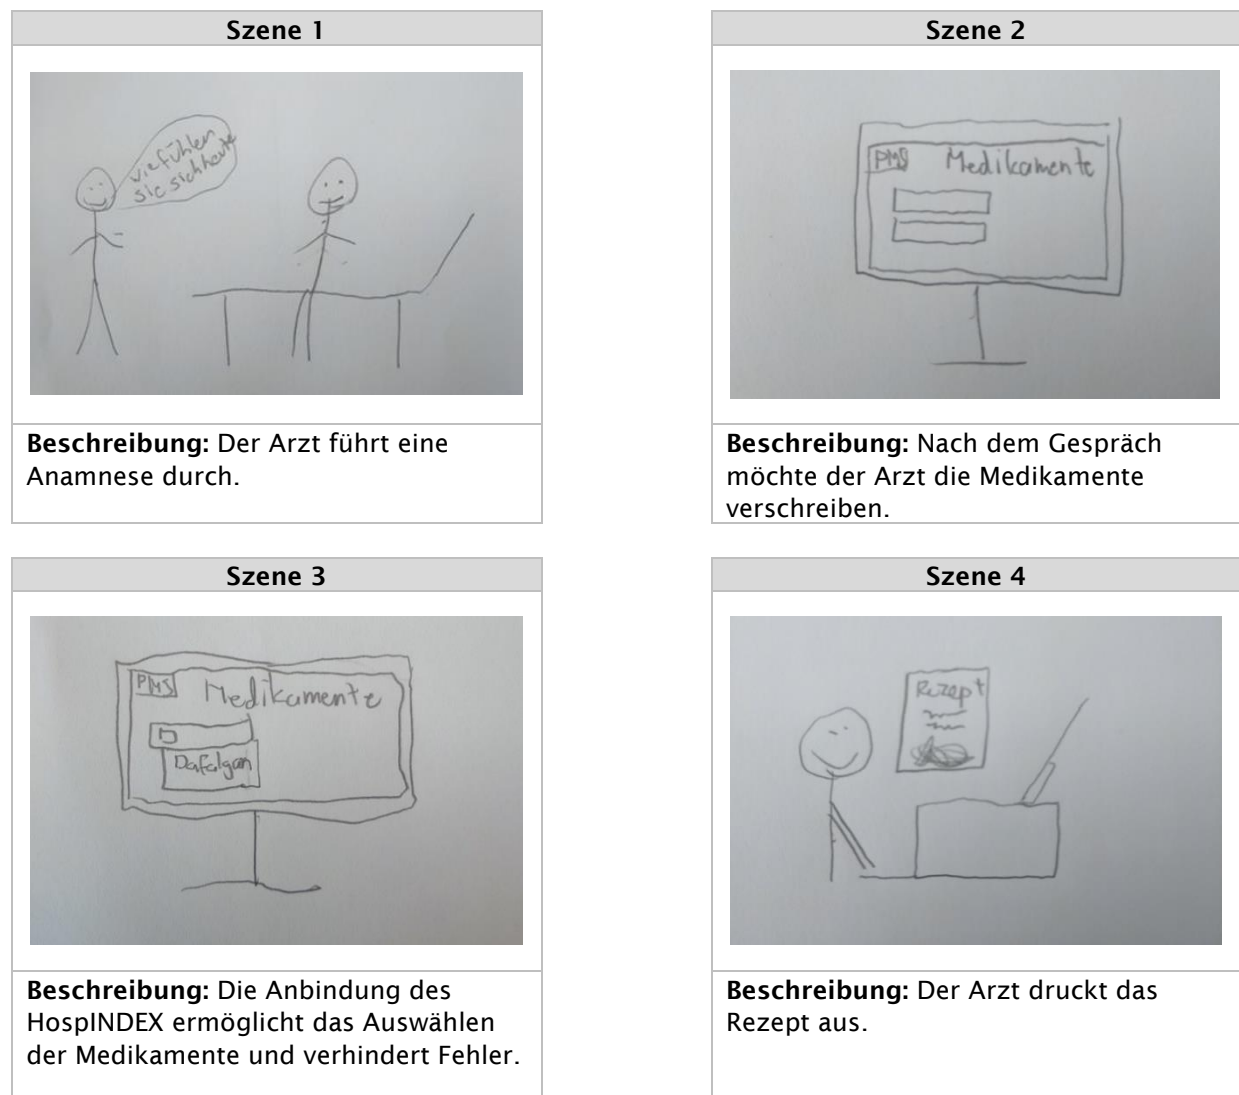 Szene 1
wie fühlen
sie sich heute
Beschreibung: Der Arzt führt eine
Anamnese durch.
Szene 2
PMS Medikamente
Beschreibung: Nach dem Gespräch
möchte der Arzt die Medikamente
verschreiben.
Szene 3
PMS Medikamente
D
Dafalgan
Beschreibung: Die Anbindung des
HospINDEX ermöglicht das Auswählen
der Medikamente und verhindert Fehler.
Szene 4
Rezept
Beschreibung: Der Arzt druckt das
Rezept aus.